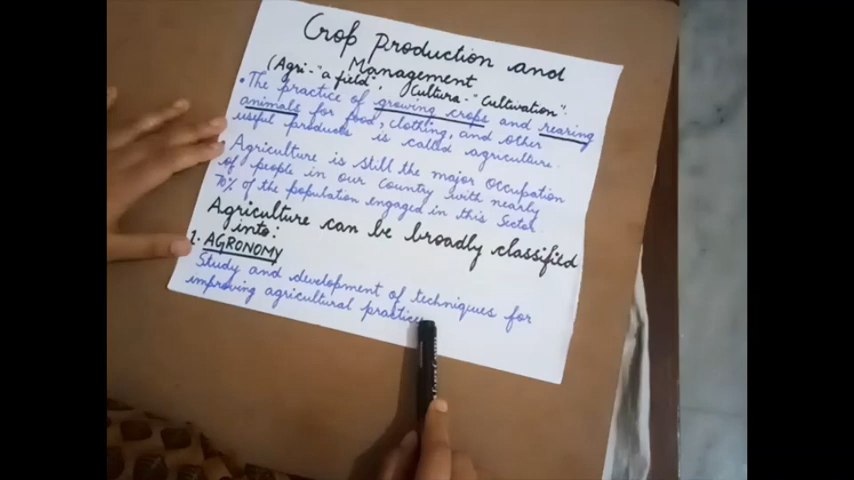 Crop Production and
Management
(Agri - "a field", Cultura - "Cultivation".
• The practice of growing crops and rearing
animals for food, clothing, and other
useful products is called agriculture.
Agriculture is still the major Occupation
of people in our Country with nearly
70% of the population engaged in this Sector
Agriculture can be broadly classified
into:
1. AGRONOMY
Study and development of techniques for
improving agricultural practices